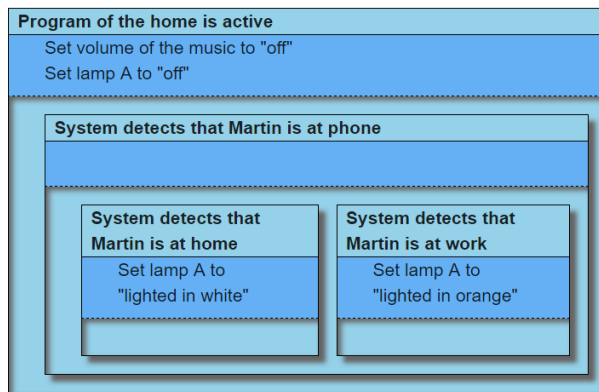 Program of the home is active
Set volume of the music to "off"
Set lamp A to "off"
System detects that Martin is at phone
System detects that
Martin is at home
Set lamp A to
"lighted in white"
System detects that
Martin is at work
Set lamp A to
"lighted in orange"